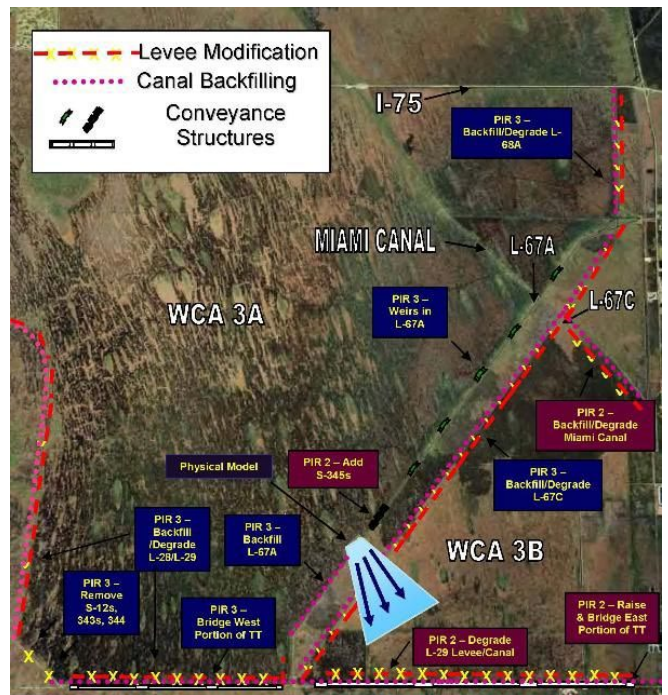 Levee Modification
Canal Backfilling
Conveyance
Structures
I-75
PIR 3 –
Backfill/Degrade L-
68A
MIAMI CANAL
L-67A
WCA 3A
PIR 3 –
Weirs in
L-67A
L-67C
PIR 2 –
Backfill/Degrade
Miami Canal
Physical Model
PIR 2 – Add
S-345s
PIR 3 –
Backfill/Degrade
L-67C
PIR 3 –
Backfill
/Degrade
L-28/L-29
PIR 3 –
Backfill
L-67A
WCA 3B
PIR 3 –
Remove
S-12s,
343s, 344
PIR 3 –
Bridge West
Portion of TT
PIR 2 – Degrade
L-29 Levee/Canal
PIR 2 – Raise
& Bridge East
Portion of TT